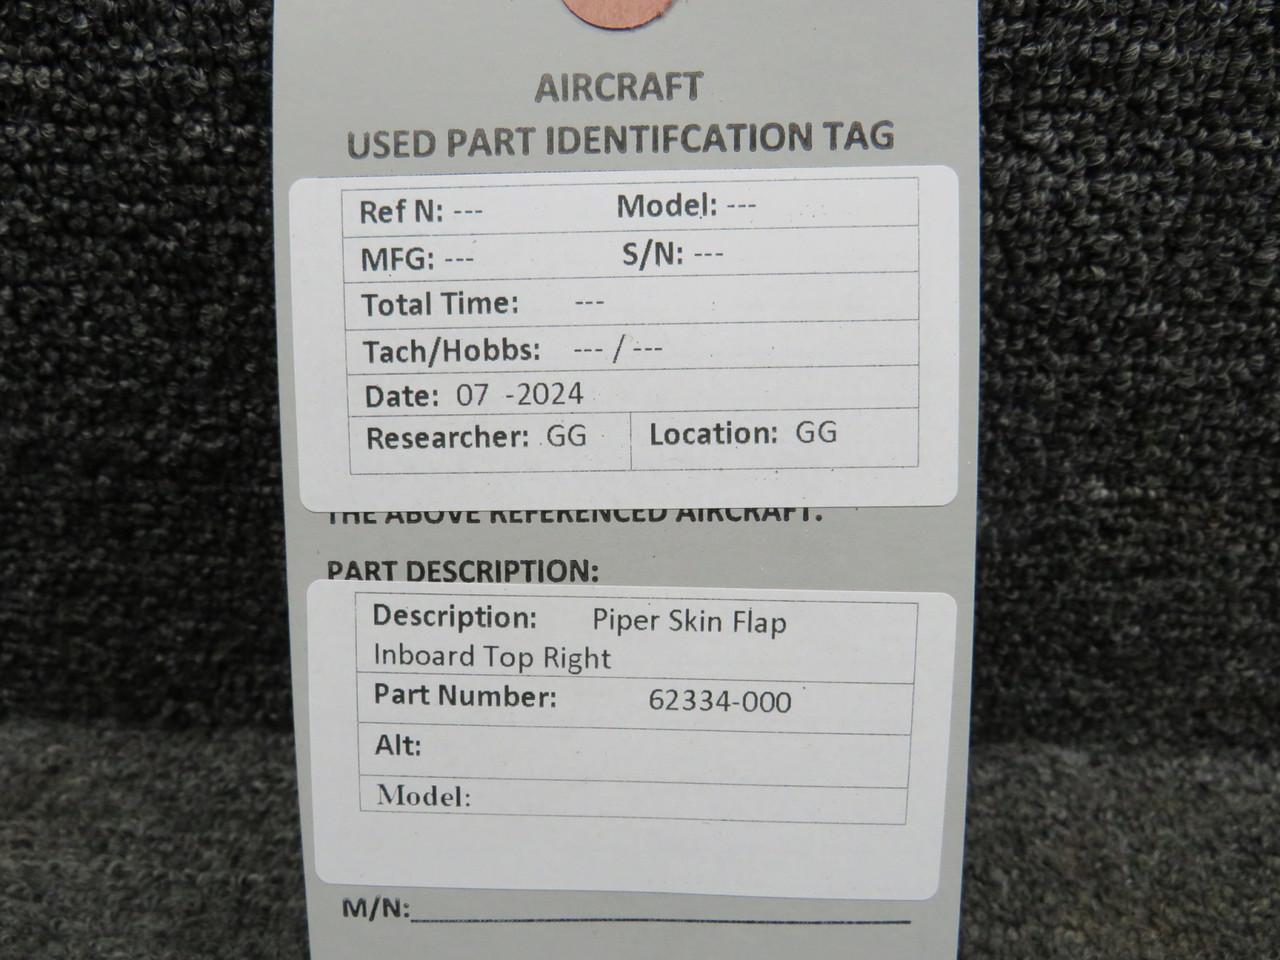 AIRCRAFT
USED PART IDENTIFCATION TAG
Ref N: --- Model: ---
MFG: --- S/N: ---
Total Time: ---
Tach/Hobbs: --- / ---
Date: 07 -2024
Researcher: GG Location: GG
THE ABOVE REFERENCED AIRCRAFT.
PART DESCRIPTION:
Description: Piper Skin Flap
Inboard Top Right
Part Number: 62334-000
Alt:
Model:
M/N: